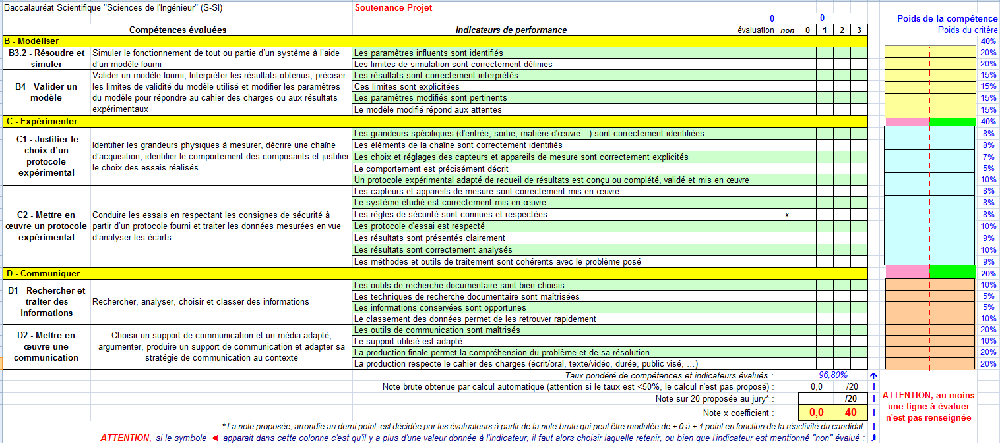 Baccalauréat Scientifique "Sciences de l'Ingénieur" (S-SI) Soutenance Projet
0 0 Poids de la compétence
Compétences évaluées Indicateurs de performance évaluation non 0 1 2 3 Poids du critère
B - Modéliser 40%
B3.2 - Résoudre et simuler
Simuler le fonctionnement de tout ou partie d'un système à l'aide
d'un modèle fourni
Les paramètres influents sont identifiés 20%
Les limites de simulation sont correctement définies 20%
B4 - Valider un modèle
Valider un modèle fourni, Interpréter les résultats obtenus, préciser
les limites de validité du modèle utilisé et modifier les paramètres
du modèle pour répondre au cahier des charges ou aux résultats
expérimentaux
Les résultats sont correctement interprétés 15%
Ces limites sont explicitées 15%
Les paramètres modifiés sont pertinents 15%
Le modèle modifié répond aux attentes 15%
C - Expérimenter 40%
C1 - Justifier le
choix d'un
protocole
expérimental
Identifier les grandeurs physiques à mesurer, décrire une chaîne
d'acquisition, identifier le comportement des composants et justifier
le choix des essais réalisés
Les grandeurs spécifiques (d'entrée, sortie, matière d'œuvre...) sont correctement identifiées 8%
Les éléments de la chaîne sont correctement identifiés 8%
Les choix et réglages des capteurs et appareils de mesure sont correctement explicités 7%
Le comportement est précisément décrit 5%
Un protocole expérimental adapté de recueil de résultats est conçu ou complété, validé et mis en œuvre 10%
C2 - Mettre en
œuvre un protocole
expérimental
Conduire les essais en respectant les consignes de sécurité à
partir d'un protocole fourni et traiter les données mesurées en vue
d'analyser les écarts
Les capteurs et appareils de mesure sont correctement mis en œuvre 8%
Le système étudié est correctement mis en œuvre 8%
Les règles de sécurité sont connues et respectées x 8%
Les protocole d'essai est respecté 10%
Les résultats sont présentés clairement 9%
Les résultats sont correctement analysés 10%
Les méthodes et outils de traitement sont cohérents avec le problème posé 9%
D - Communiquer 20%
D1 - Rechercher et
traiter des
informations
Rechercher, analyser, choisir et classer des informations
Les outils de recherche documentaire sont bien choisis 10%
Les techniques de recherche documentaire sont maîtrisées 5%
Les informations conservées sont opportunes 5%
Le classement des données permet de les retrouver rapidement 10%
D2 - Mettre en
œuvre une
communication
Choisir un support de communication et un média adapté,
argumenter, produire un support de communication et adapter sa
stratégie de communication au contexte
Les outils de communication sont maîtrisés 20%
Le support utilisé est adapté 10%
La production finale permet la compréhension du problème et de sa résolution 20%
La production respecte le cahier des charges (écrit/oral, texte/vidéo, durée, public visé, ...) 20%
Taux pondéré de compétences et indicateurs évalués : 96,80%
Note brute obtenue par calcul automatique (attention si le taux est <50%, le calcul n'est pas proposé) : 0,0 /20
Note sur 20 proposée au jury* : /20
Note x coefficient : 0,0 40
ATTENTION, au moins
une ligne à évaluer
n'est pas renseignée
* La note proposée, arrondie au demi point, est décidée par les évaluateurs à partir de la note brute qui peut être modulée de + 0 à + 1 point en fonction de la réactivité du candidat.
ATTENTION, si le symbole ◄ apparait dans cette colonne c'est qu'il y a plus d'une valeur donnée à l'indicateur, il faut alors choisir laquelle retenir, ou bien que l'indicateur est mentionné "non" évalué :